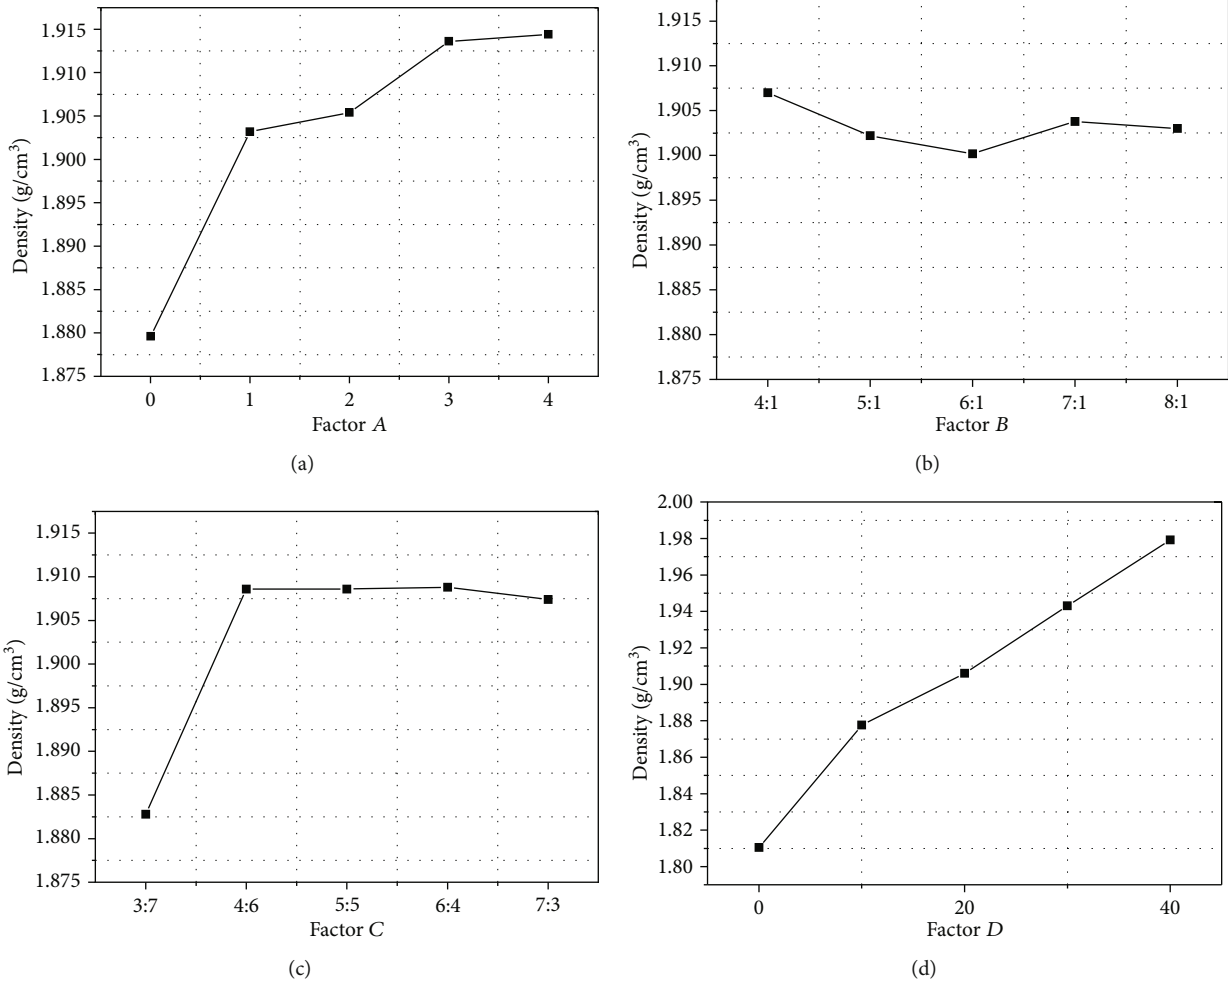 1.915
1.910
1.905
1.900
1.895
1.890
1.885
1.880
1.875
Density (g/cm³)
0 1 2 3 4
Factor A
(a)
1.915
1.910
1.905
1.900
1.895
1.890
1.885
1.880
1.875
Density (g/cm³)
4:1 5:1 6:1 7:1 8:1
Factor B
(b)
1.915
1.910
1.905
1.900
1.895
1.890
1.885
1.880
1.875
Density (g/cm³)
3:7 4:6 5:5 6:4 7:3
Factor C
(c)
2.00
1.98
1.96
1.94
1.92
1.90
1.88
1.86
1.84
1.82
1.80
Density (g/cm³)
0 20 40
Factor D
(d)